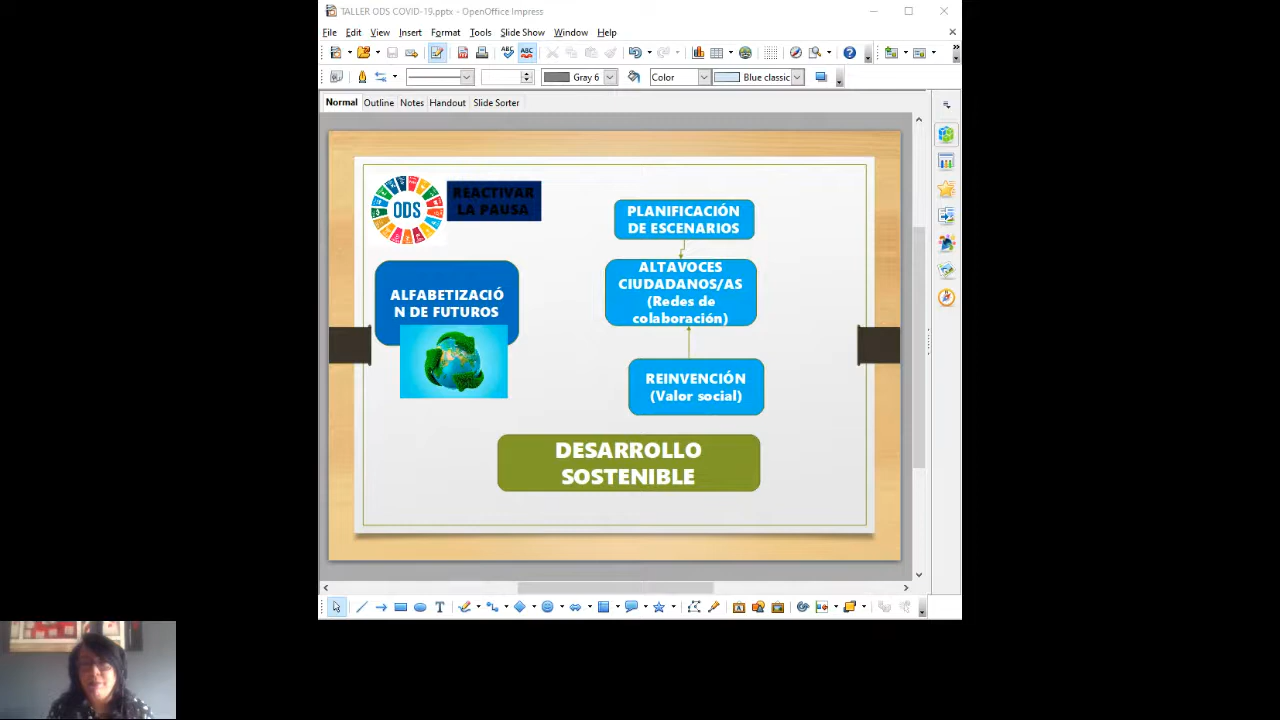 TALLER ODS COVID-19.pptx - OpenOffice Impress
File Edit View Insert Format Tools Slide Show Window Help
Gray 6 Color Blue classic
Normal Outline Notes Handout Slide Sorter
ODS
REACTIVAR
LA PAUSA
PLANIFICACIÓN
DE ESCENARIOS
ALTAVOCES
CIUDADANOS/AS
(Redes de
colaboración)
ALFABETIZACIÓ
N DE FUTUROS
REINVENCIÓN
(Valor social)
DESARROLLO
SOSTENIBLE